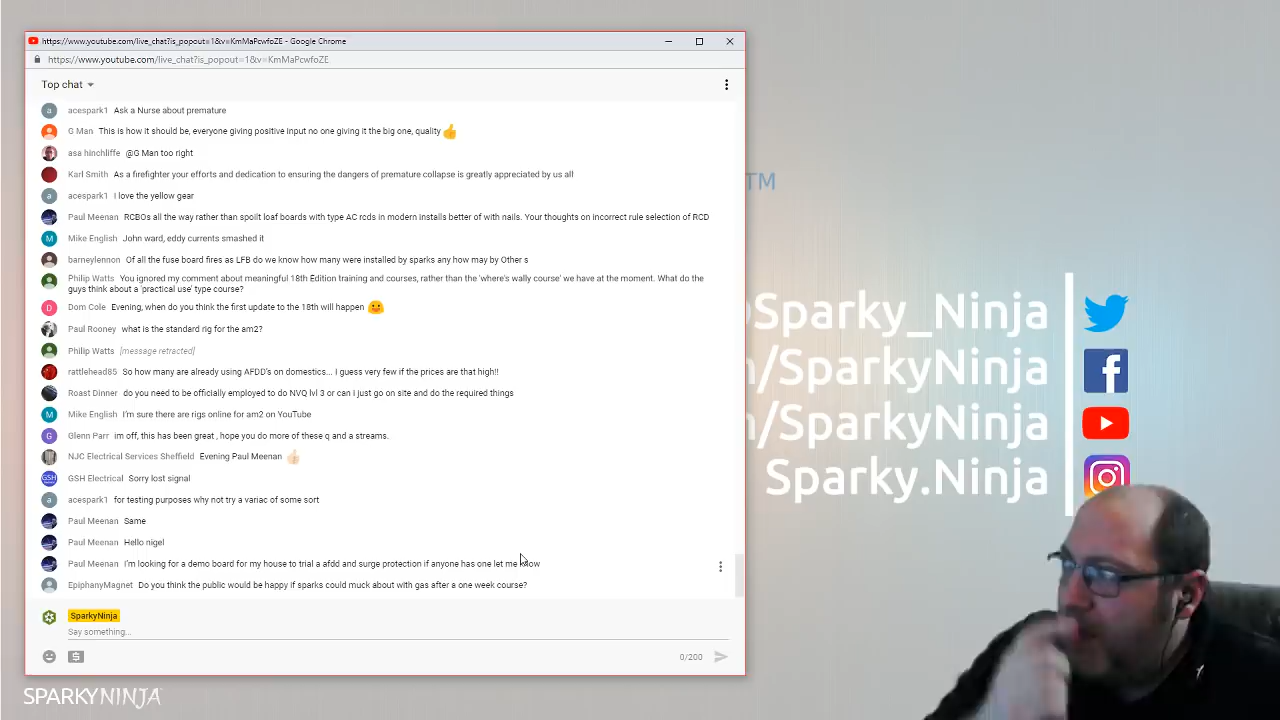 https://www.youtube.com/live_chat?is_popout=1&v=KmMaPcwfoZE - Google Chrome
https://www.youtube.com/live_chat?is_popout=1&v=KmMaPcwfoZE
Top chat
acespark1 Ask a Nurse about premature
G Man This is how it should be, everyone giving positive input no one giving it the big one, quality
asa hinchliffe @G Man too right
Karl Smith As a firefighter your efforts and dedication to ensuring the dangers of premature collapse is greatly appreciated by us all
acespark1 I love the yellow gear
Paul Meenan RCBOs all the way rather than spoilt loaf boards with type AC rcds in modern installs better of with nails. Your thoughts on incorrect rule selection of RCD
Mike English John ward, eddy currents smashed it
barneylennon Of all the fuse board fires as LFB do we know how many were installed by sparks any how may by Other s
Philip Watts You ignored my comment about meaningful 18th Edition training and courses, rather than the 'where's wally course' we have at the moment. What do the
guys think about a 'practical use' type course?
Dom Cole Evening, when do you think the first update to the 18th will happen
Paul Rooney what is the standard rig for the am2?
Philip Watts [message retracted]
rattlehead85 So how many are already using AFDD's on domestics... I guess very few if the prices are that high!!
Roast Dinner do you need to be officially employed to do NVQ lvl 3 or can i just go on site and do the required things
Mike English I'm sure there are rigs online for am2 on YouTube
Glenn Parr im off, this has been great , hope you do more of these q and a streams.
NJC Electrical Services Sheffield Evening Paul Meenan
GSH Electrical Sorry lost signal
acespark1 for testing purposes why not try a variac of some sort
Paul Meenan Same
Paul Meenan Hello nigel
Paul Meenan I'm looking for a demo board for my house to trial a afdd and surge protection if anyone has one let me know
EpiphanyMagnet Do you think the public would be happy if sparks could muck about with gas after a one week course?
SparkyNinja
Say something...
0/200
TM
@Sparky_Ninja
m/SparkyNinja
m/SparkyNinja
Sparky.Ninja
SPARKYNINJA